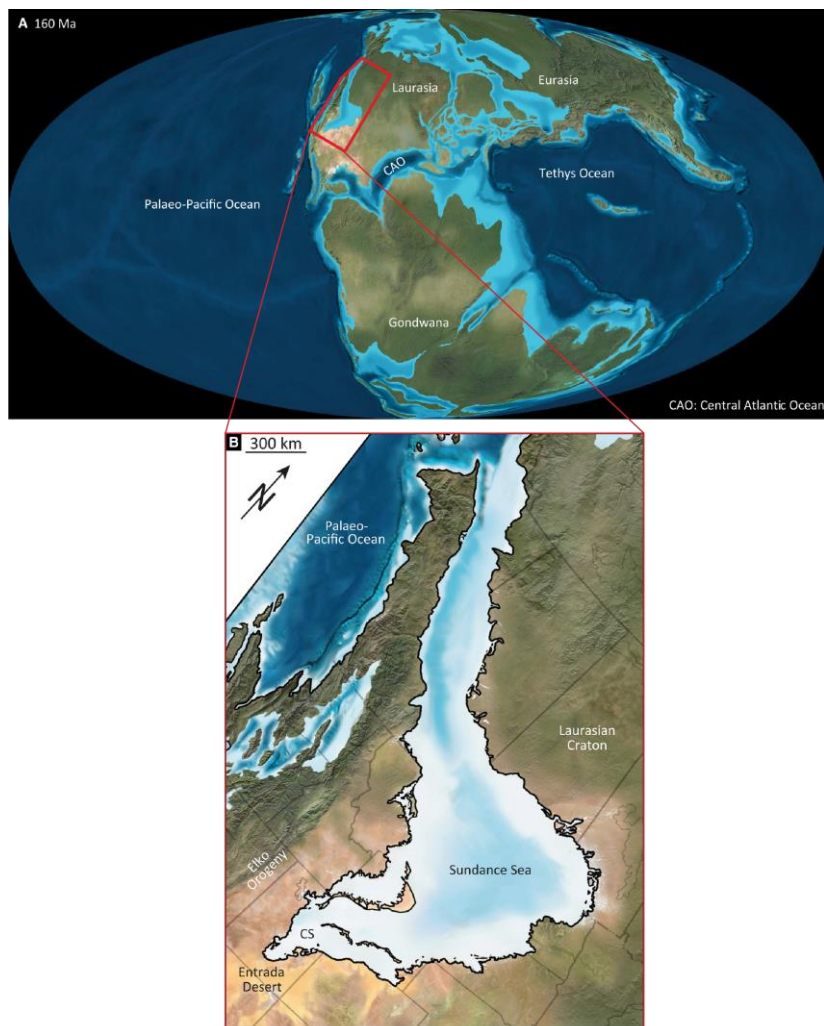 A 160 Ma
Laurasia
Eurasia
CAO
Tethys Ocean
Palaeo-Pacific Ocean
Gondwana
CAO: Central Atlantic Ocean
B 300 km
N
Palaeo-
Pacific Ocean
Laurasian
Craton
Elko
Orogeny
Sundance Sea
CS
Entrada
Desert